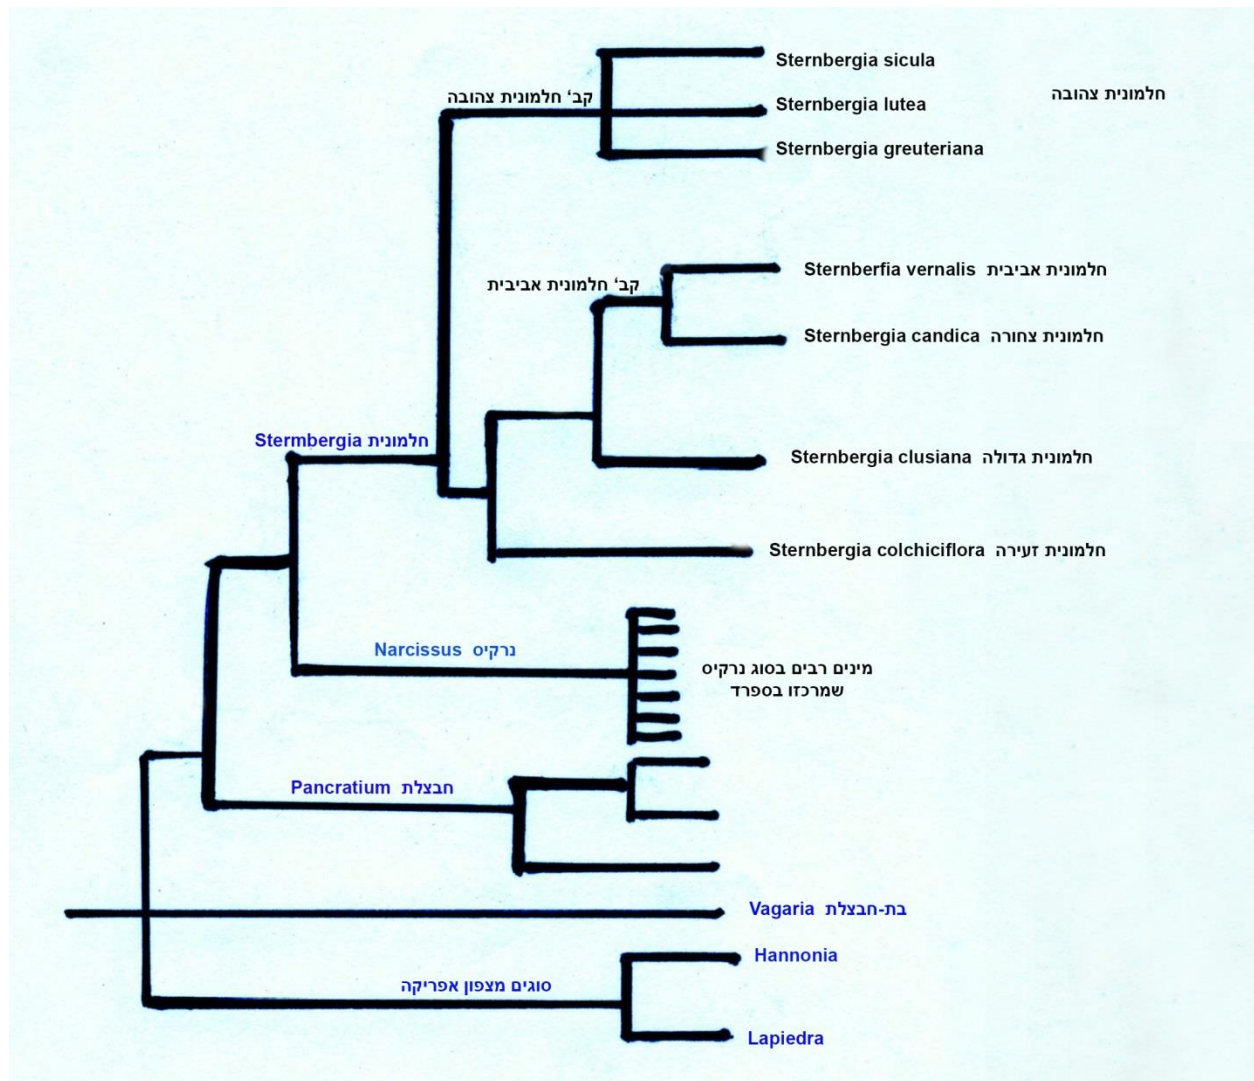 Sternbergia sicula
קב' חלמונית צהובה
Sternbergia lutea חלמונית צהובה
Sternbergia greuteriana
Sternberfia vernalis חלמונית אביבית
קב' חלמונית אביבית
Sternbergia candica חלמונית צחורה
Stermbergia חלמונית
Sternbergia clusiana חלמונית גדולה
Sternbergia colchiciflora חלמונית זעירה
Narcissus נרקיס
מינים רבים בסוג נרקיס
שמרכזו בספרד
Pancratium חבצלת
Vagaria בת-חבצלת
Hannonia
סוגים מצפון אפריקה
Lapiedra